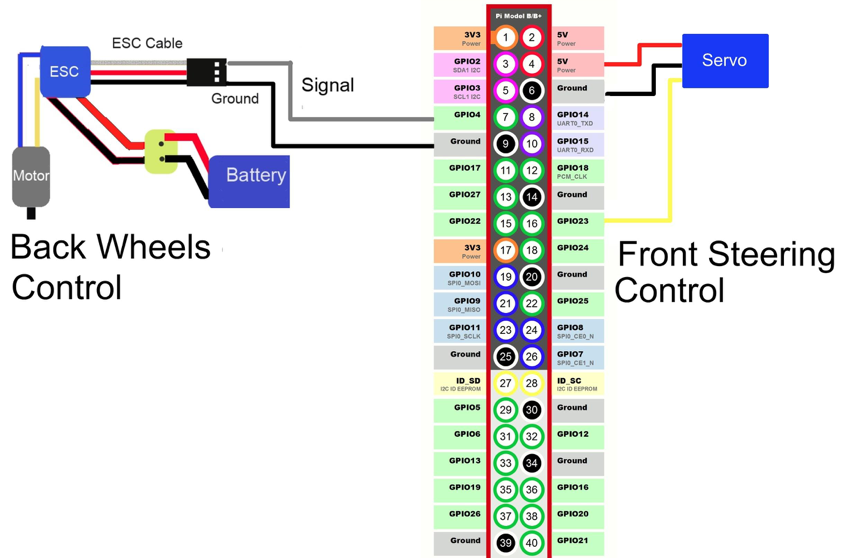 Pi Model B/B+
ESC Cable
ESC
Signal
Ground
Motor
Battery
Back Wheels
Control
Servo
Front Steering
Control
3V3
Power
1
2
5V
Power
GPIO2
SDA1 I2C
3
4
5V
Power
GPIO3
SCL1 I2C
5
6
Ground
GPIO4
7
8
GPIO14
UART0_TXD
Ground
9
10
GPIO15
UART0_RXD
GPIO17
11
12
GPIO18
PCM_CLK
GPIO27
13
14
Ground
GPIO22
15
16
GPIO23
3V3
Power
17
18
GPIO24
GPIO10
SPI0_MOSI
19
20
Ground
GPIO9
SPI0_MISO
21
22
GPIO25
GPIO11
SPI0_SCLK
23
24
GPIO8
SPI0_CE0_N
Ground
25
26
GPIO7
SPI0_CE1_N
ID_SD
I2C ID EEPROM
27
28
ID_SC
I2C ID EEPROM
GPIO5
29
30
Ground
GPIO6
31
32
GPIO12
GPIO13
33
34
Ground
GPIO19
35
36
GPIO16
GPIO26
37
38
GPIO20
Ground
39
40
GPIO21